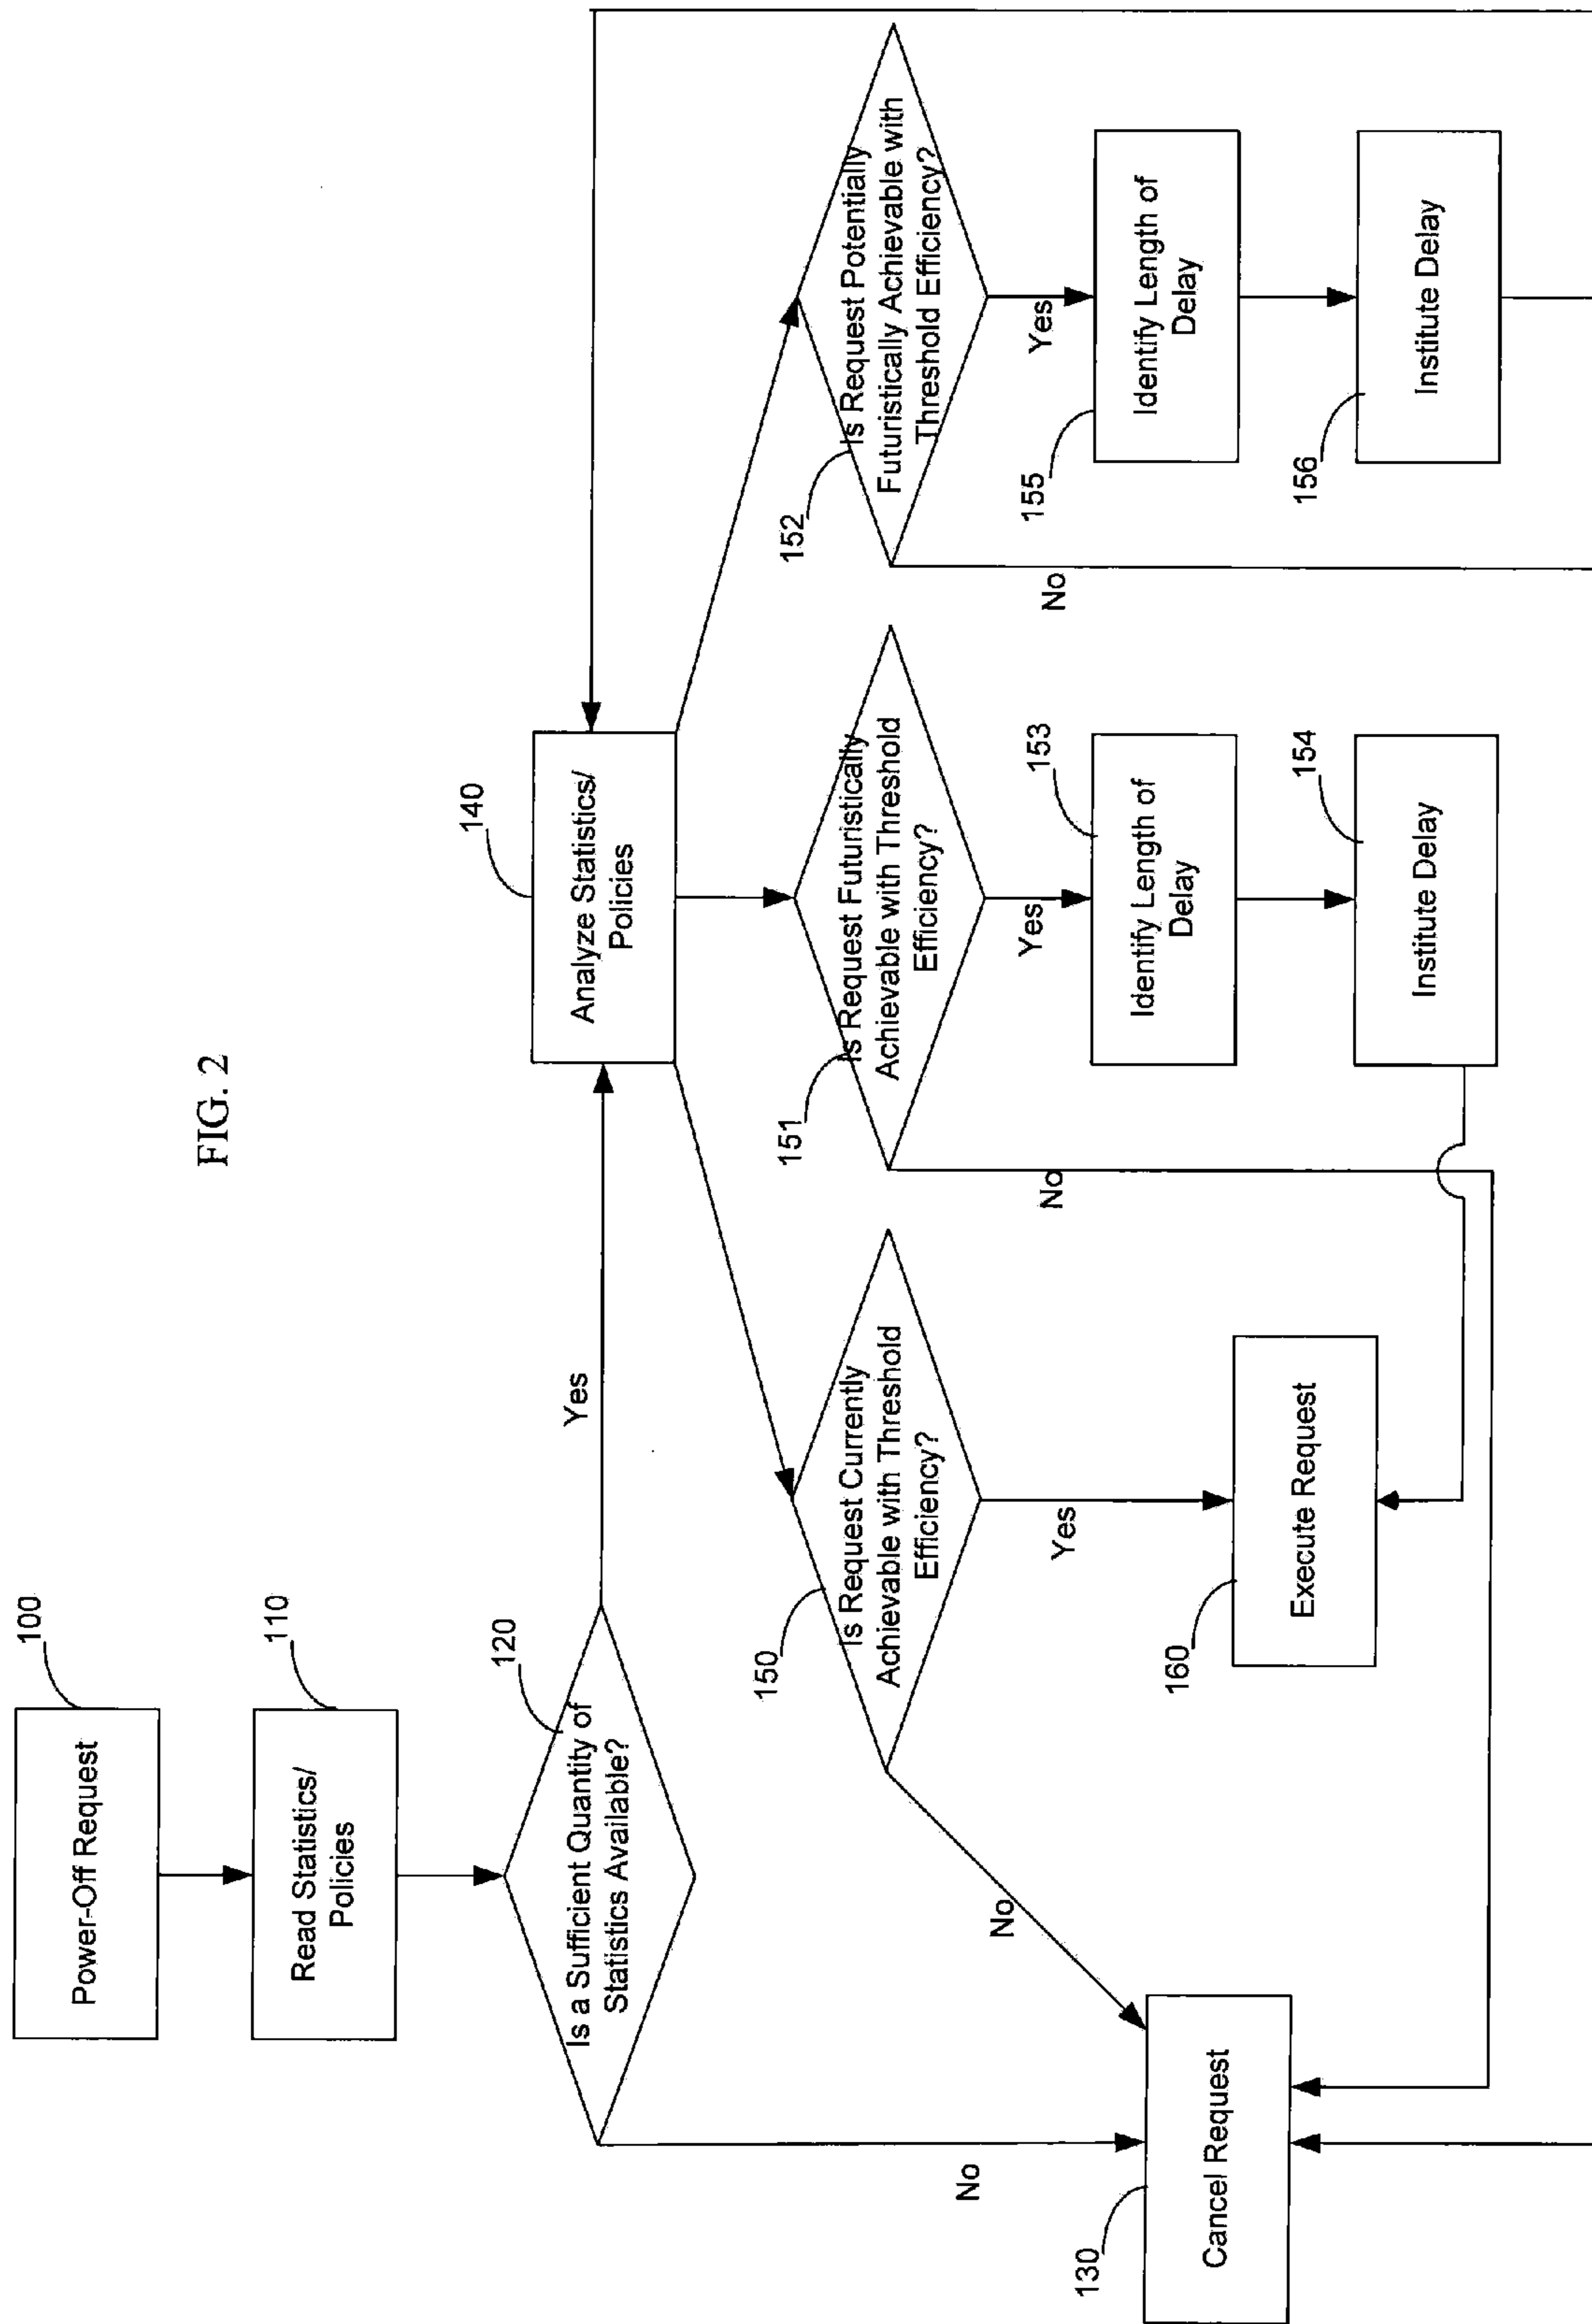 FIG. 2
100
Power-Off Request
110
Read Statistics/
Policies
120
Is a Sufficient Quantity of
Statistics Available?
Yes
No
140
Analyze Statistics/
Policies
150
Is Request Currently
Achievable with Threshold
Efficiency?
No
Yes
151
Is Request Futuristically
Achievable with Threshold
Efficiency?
No
Yes
152
Is Request Potentially
Futuristically Achievable with
Threshold Efficiency?
No
Yes
130
Cancel Request
160
Execute Request
153
Identify Length of
Delay
154
Institute Delay
155
Identify Length of
Delay
156
Institute Delay